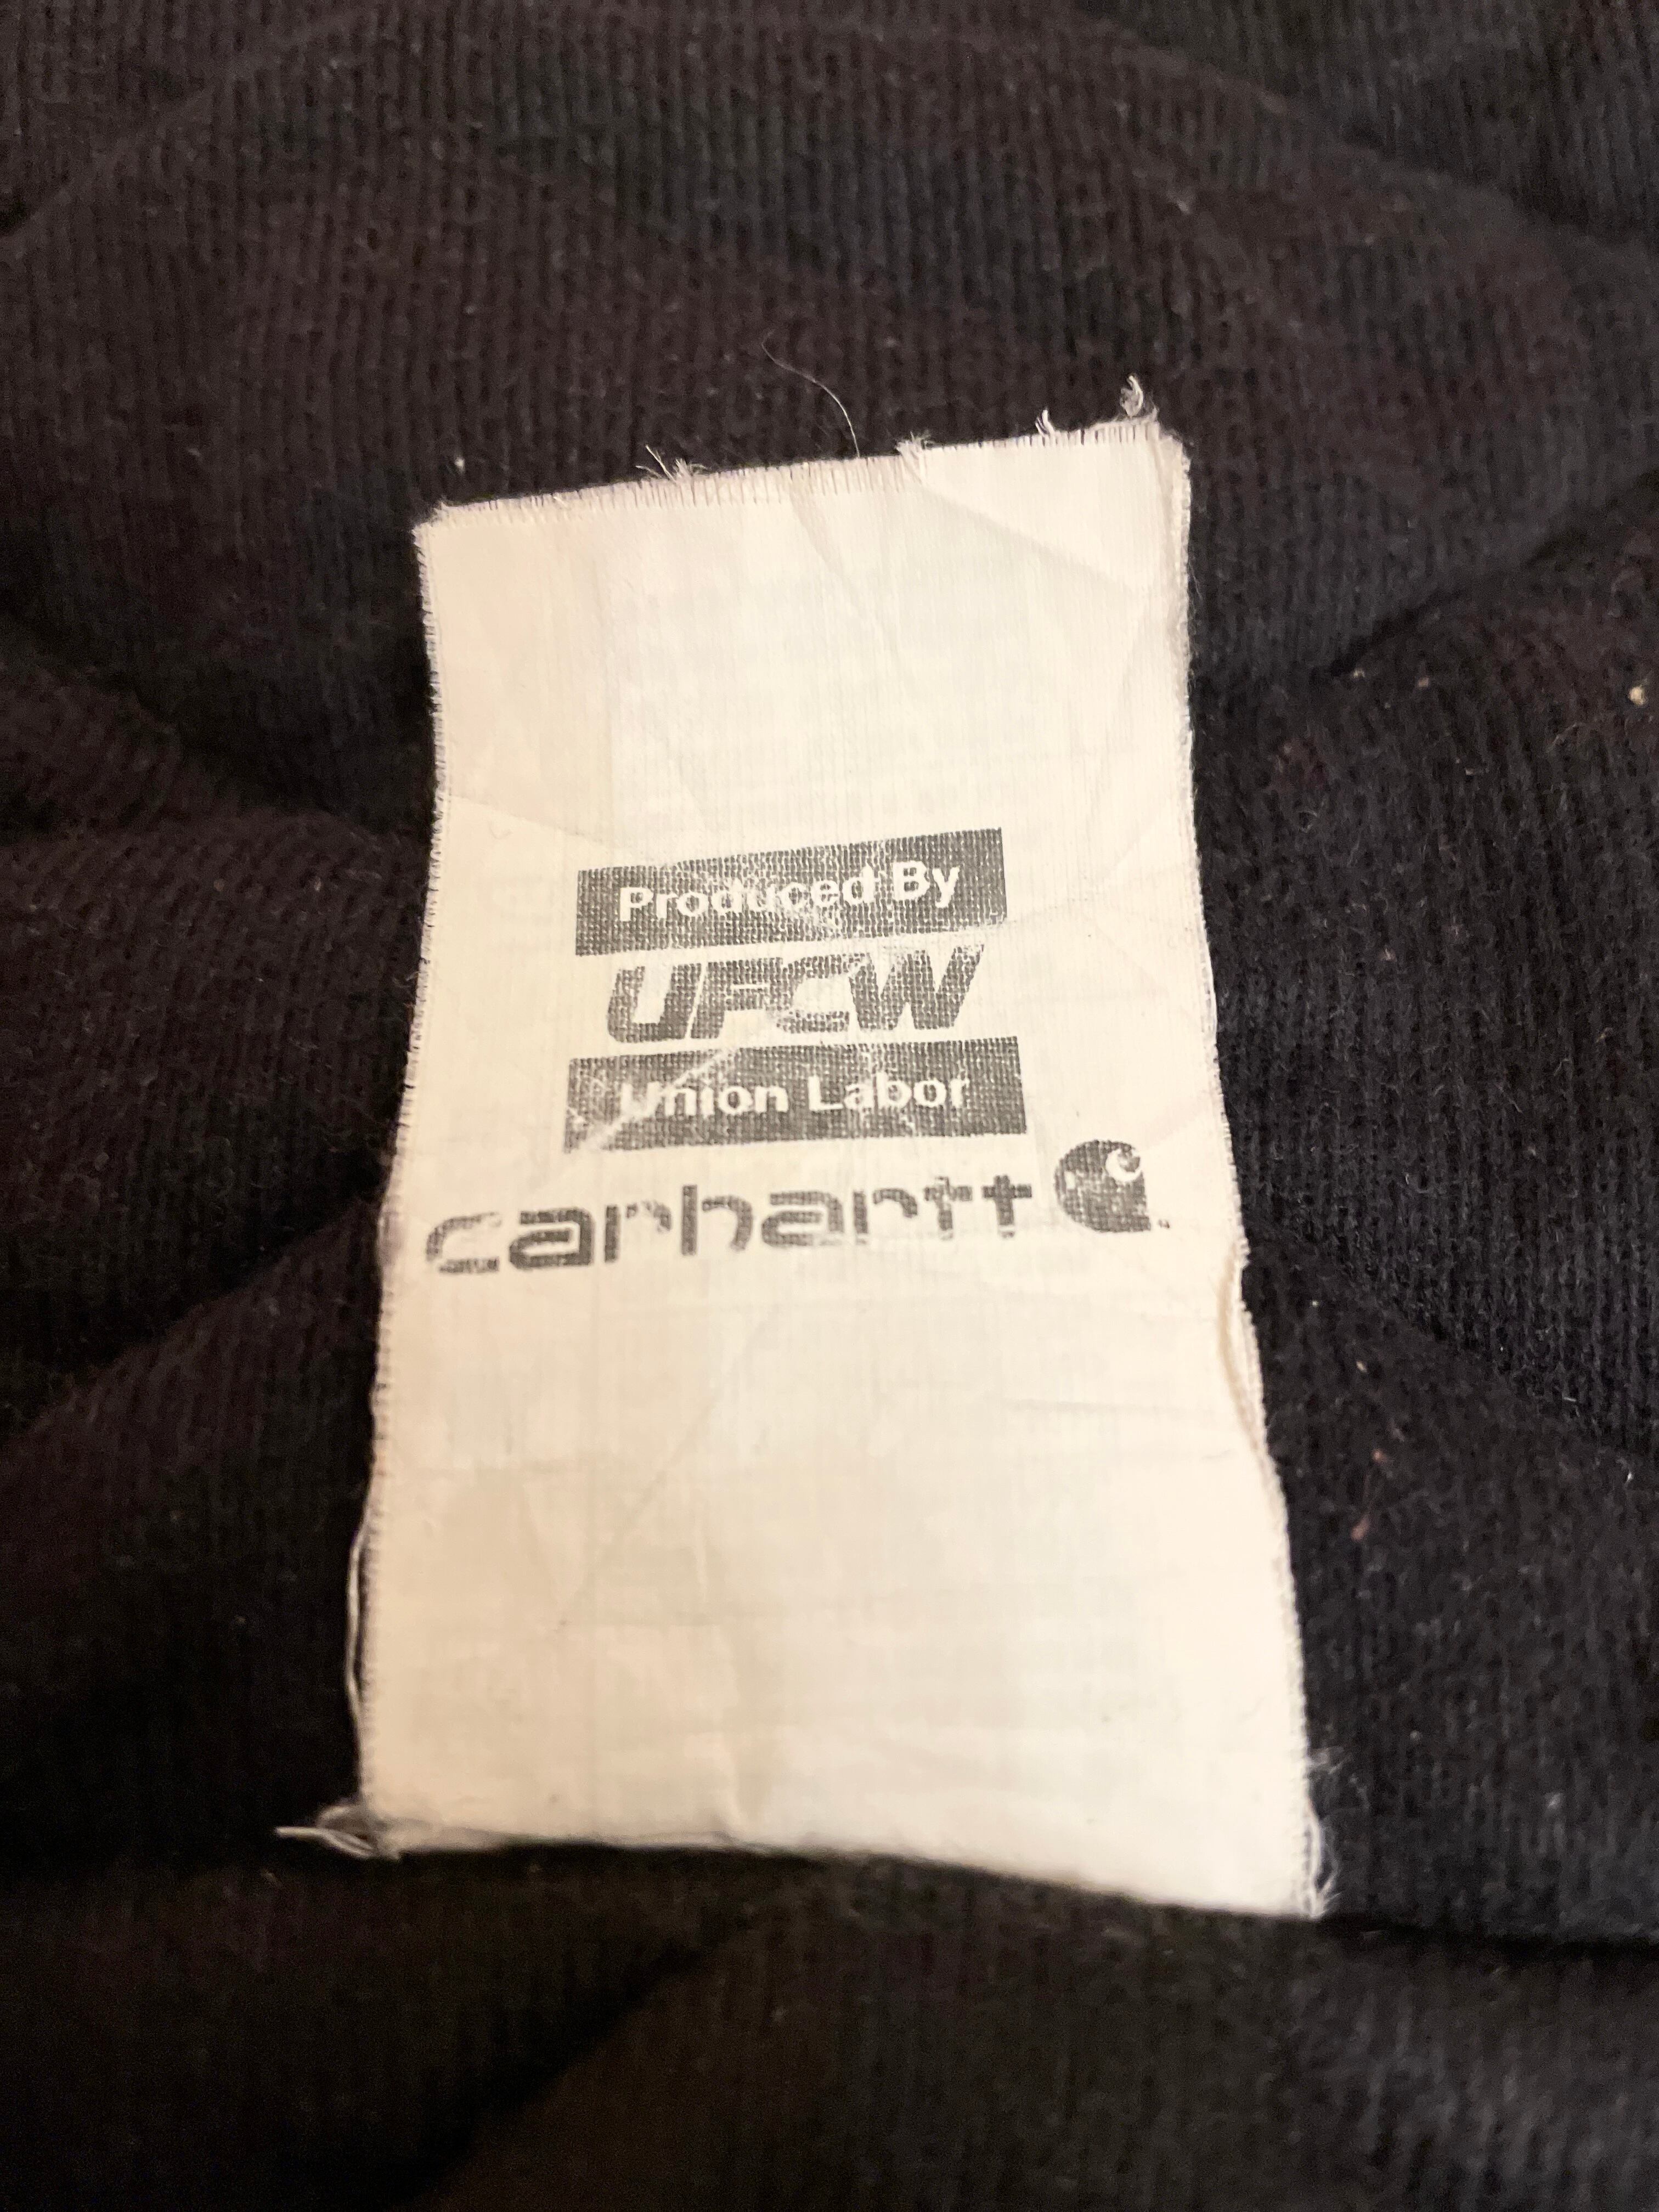 Produced By
UFCW
Union Labor
carhartt